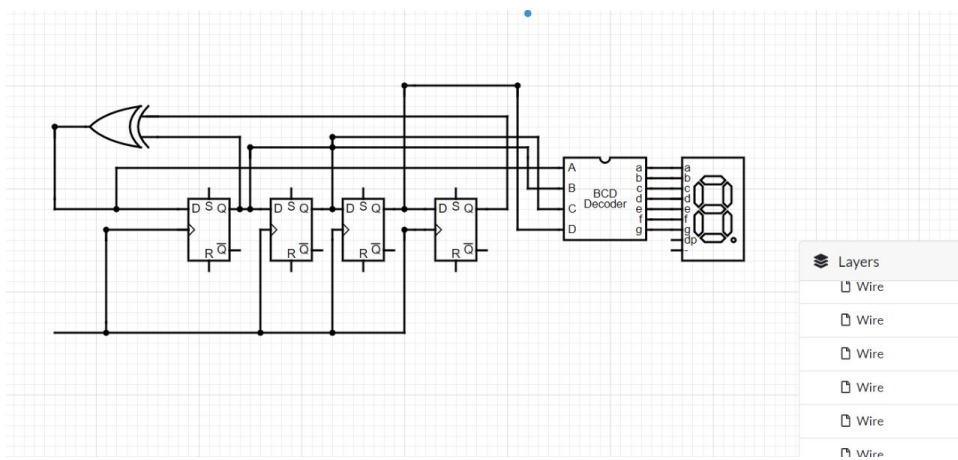 A a a
B b b
BCD
c c
C Decoder d d
e e
D f f
g g
dp
-
D S Q D S Q D S Q D S Q
R Q R Q R Q R Q
Layers
Wire
Wire
Wire
Wire
Wire
Wire